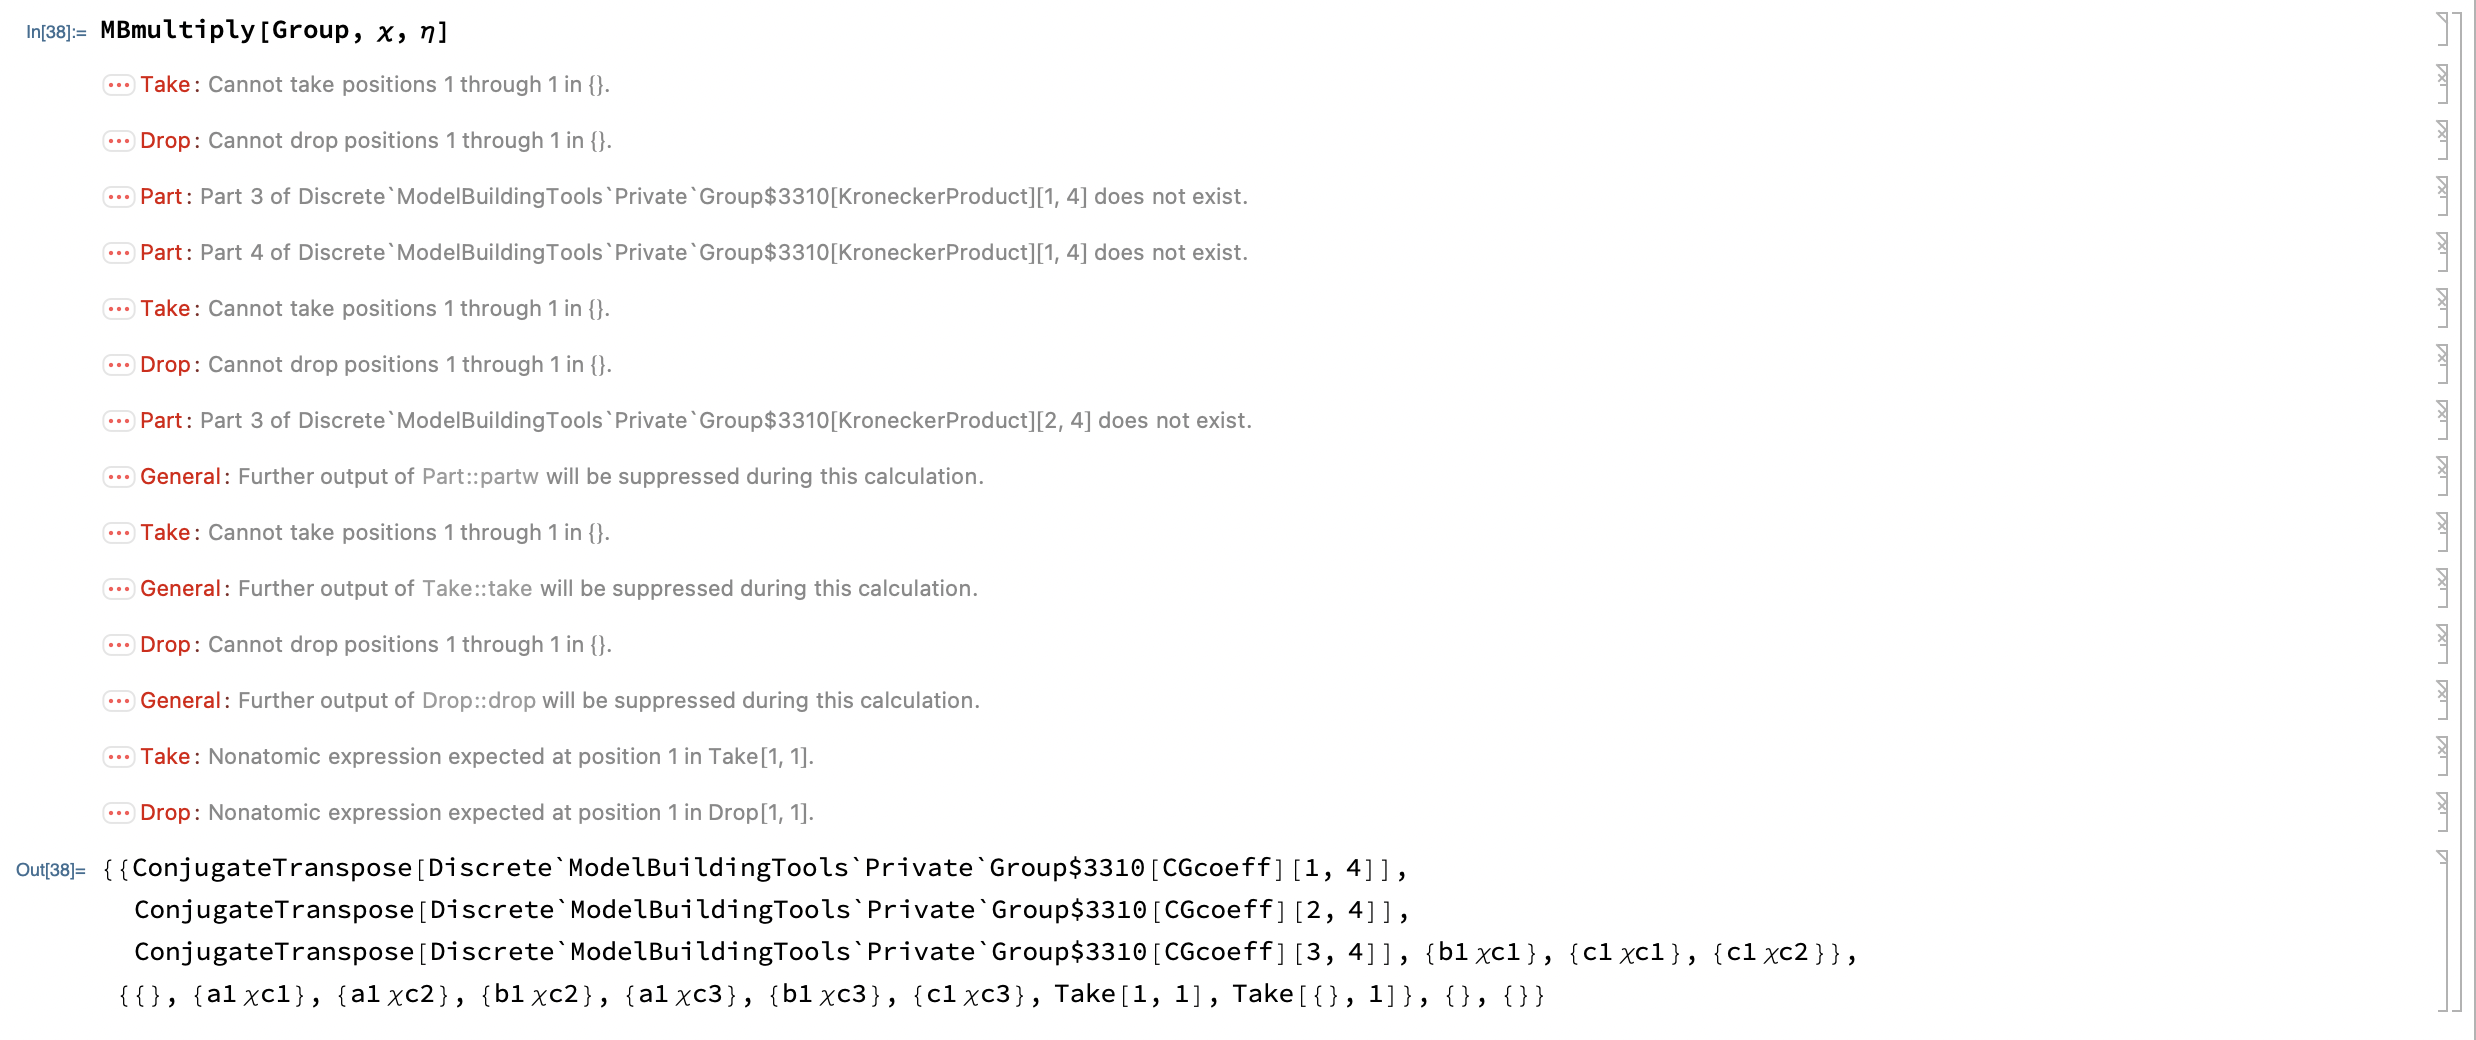 In[38]:= MBmultiply[Group, χ, η]
Take: Cannot take positions 1 through 1 in {}.
Drop: Cannot drop positions 1 through 1 in {}.
Part: Part 3 of Discrete`ModelBuildingTools`Private`Group$3310[KroneckerProduct][1, 4] does not exist.
Part: Part 4 of Discrete`ModelBuildingTools`Private`Group$3310[KroneckerProduct][1, 4] does not exist.
Take: Cannot take positions 1 through 1 in {}.
Drop: Cannot drop positions 1 through 1 in {}.
Part: Part 3 of Discrete`ModelBuildingTools`Private`Group$3310[KroneckerProduct][2, 4] does not exist.
General: Further output of Part::partw will be suppressed during this calculation.
Take: Cannot take positions 1 through 1 in {}.
General: Further output of Take::take will be suppressed during this calculation.
Drop: Cannot drop positions 1 through 1 in {}.
General: Further output of Drop::drop will be suppressed during this calculation.
Take: Nonatomic expression expected at position 1 in Take[1, 1].
Drop: Nonatomic expression expected at position 1 in Drop[1, 1].
Out[38]= {{ConjugateTranspose[Discrete`ModelBuildingTools`Private`Group$3310[CGcoeff][1, 4]],
ConjugateTranspose[Discrete`ModelBuildingTools`Private`Group$3310[CGcoeff][2, 4]],
ConjugateTranspose[Discrete`ModelBuildingTools`Private`Group$3310[CGcoeff][3, 4]], {b1 χc1}, {c1 χc1}, {c1 χc2}},
{{}, {a1 χc1}, {a1 χc2}, {b1 χc2}, {a1 χc3}, {b1 χc3}, {c1 χc3}, Take[1, 1], Take[{}, 1]}, {}, {}}